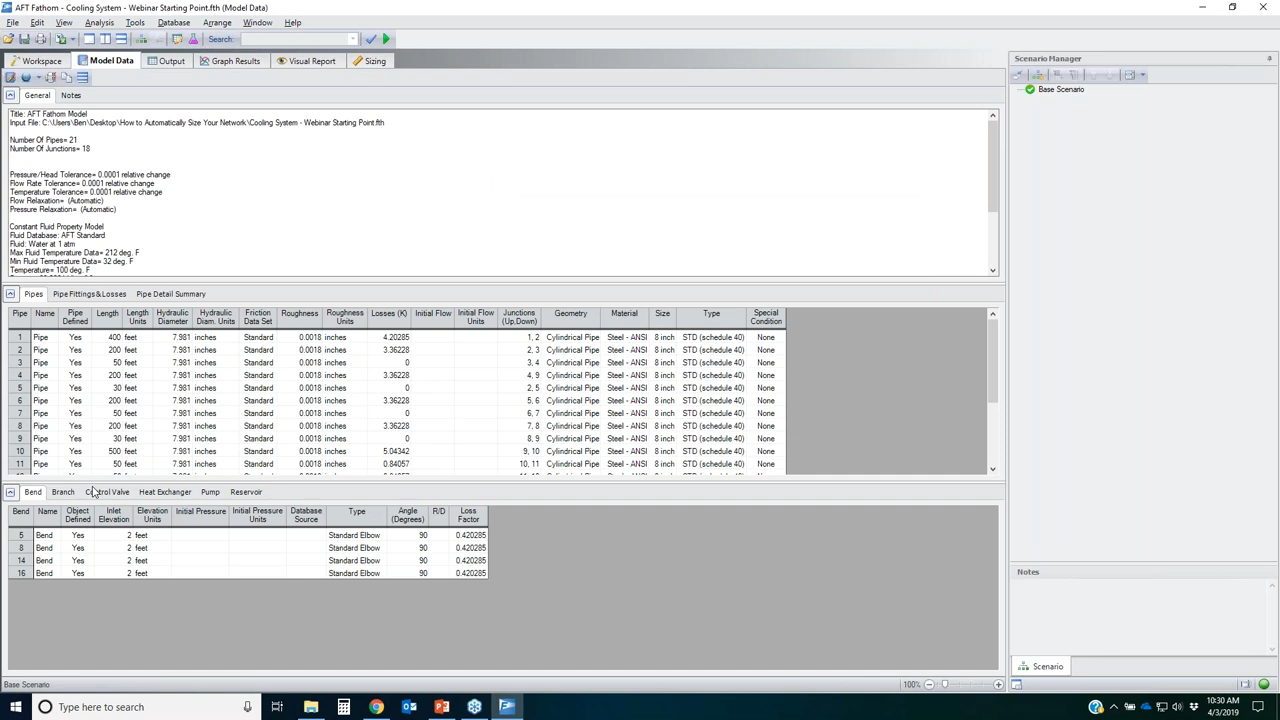 AFT Fathom - Cooling System - Webinar Starting Point.fth (Model Data)
File Edit View Analysis Tools Database Arrange Window Help
Search:
Workspace Model Data Output Graph Results Visual Report Sizing
General Notes
Title: AFT Fathom Model
Input File: C:\Users\Ben\Desktop\How to Automatically Size Your Network\Cooling System - Webinar Starting Point.fth
Number Of Pipes= 21
Number Of Junctions= 18
Pressure/Head Tolerance= 0.0001 relative change
Flow Rate Tolerance= 0.0001 relative change
Temperature Tolerance= 0.0001 relative change
Flow Relaxation= (Automatic)
Pressure Relaxation= (Automatic)
Constant Fluid Property Model
Fluid Database: AFT Standard
Fluid: Water at 1 atm
Max Fluid Temperature Data= 212 deg. F
Min Fluid Temperature Data= 32 deg. F
Temperature= 100 deg. F
Pipes Pipe Fittings & Losses Pipe Detail Summary
Pipe Name Pipe Defined Length Length Units Hydraulic Diameter Hydraulic Diam. Units Friction Data Set Roughness Roughness Units Losses (K) Initial Flow Initial Flow Units Junctions (Up,Down) Geometry Material Size Type Special Condition
1 Pipe Yes 400 feet 7.981 inches Standard 0.0018 inches 4.20285 1, 2 Cylindrical Pipe Steel - ANSI 8 inch STD (schedule 40) None
2 Pipe Yes 200 feet 7.981 inches Standard 0.0018 inches 3.36228 2, 3 Cylindrical Pipe Steel - ANSI 8 inch STD (schedule 40) None
3 Pipe Yes 50 feet 7.981 inches Standard 0.0018 inches 0 3, 4 Cylindrical Pipe Steel - ANSI 8 inch STD (schedule 40) None
4 Pipe Yes 200 feet 7.981 inches Standard 0.0018 inches 3.36228 4, 9 Cylindrical Pipe Steel - ANSI 8 inch STD (schedule 40) None
5 Pipe Yes 30 feet 7.981 inches Standard 0.0018 inches 0 2, 5 Cylindrical Pipe Steel - ANSI 8 inch STD (schedule 40) None
6 Pipe Yes 200 feet 7.981 inches Standard 0.0018 inches 3.36228 5, 6 Cylindrical Pipe Steel - ANSI 8 inch STD (schedule 40) None
7 Pipe Yes 50 feet 7.981 inches Standard 0.0018 inches 0 6, 7 Cylindrical Pipe Steel - ANSI 8 inch STD (schedule 40) None
8 Pipe Yes 200 feet 7.981 inches Standard 0.0018 inches 3.36228 7, 8 Cylindrical Pipe Steel - ANSI 8 inch STD (schedule 40) None
9 Pipe Yes 30 feet 7.981 inches Standard 0.0018 inches 0 8, 9 Cylindrical Pipe Steel - ANSI 8 inch STD (schedule 40) None
10 Pipe Yes 500 feet 7.981 inches Standard 0.0018 inches 5.04342 9, 10 Cylindrical Pipe Steel - ANSI 8 inch STD (schedule 40) None
11 Pipe Yes 50 feet 7.981 inches Standard 0.0018 inches 0.84057 10, 11 Cylindrical Pipe Steel - ANSI 8 inch STD (schedule 40) None
Bend Branch Control Valve Heat Exchanger Pump Reservoir
Bend Name Object Defined Inlet Elevation Elevation Units Initial Pressure Initial Pressure Units Database Source Type Angle (Degrees) R/D Loss Factor
5 Bend Yes 2 feet Standard Elbow 90 0.420285
8 Bend Yes 2 feet Standard Elbow 90 0.420285
14 Bend Yes 2 feet Standard Elbow 90 0.420285
16 Bend Yes 2 feet Standard Elbow 90 0.420285
Base Scenario 100%
Scenario Manager
Base Scenario
Notes
Scenario
Type here to search
10:30 AM
4/3/2019